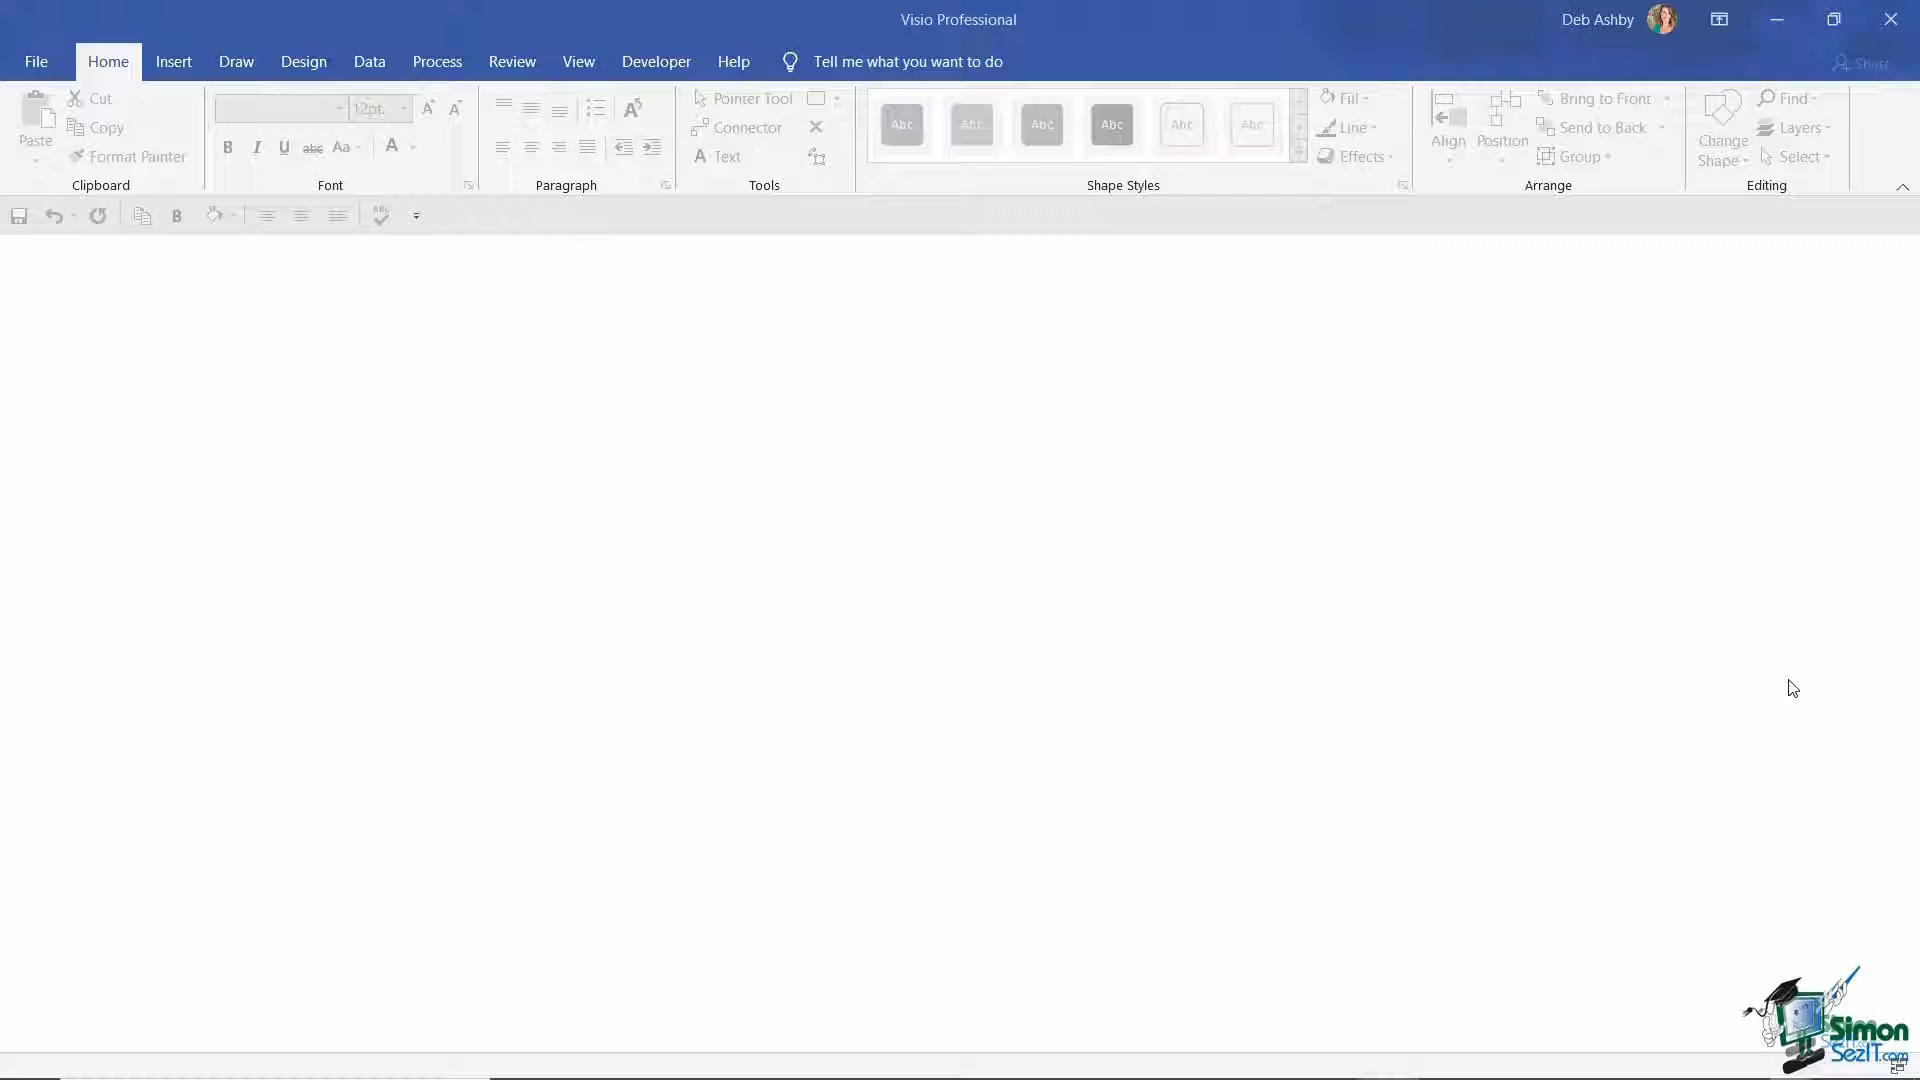 Visio Professional
Deb Ashby
File Home Insert Draw Design Data Process Review View Developer Help Tell me what you want to do Share
Paste
Cut
Copy
Format Painter
Clipboard
12pt.
B I U abc Aa A
Font
Paragraph
Pointer Tool
Connector
A Text
Tools
Abc Abc Abc Abc Abc Abc
Shape Styles
Fill
Line
Effects
Align
Position
Bring to Front
Send to Back
Group
Arrange
Change
Shape
Find
Layers
Select
Editing
B
ABC
Simon
SezIT.com